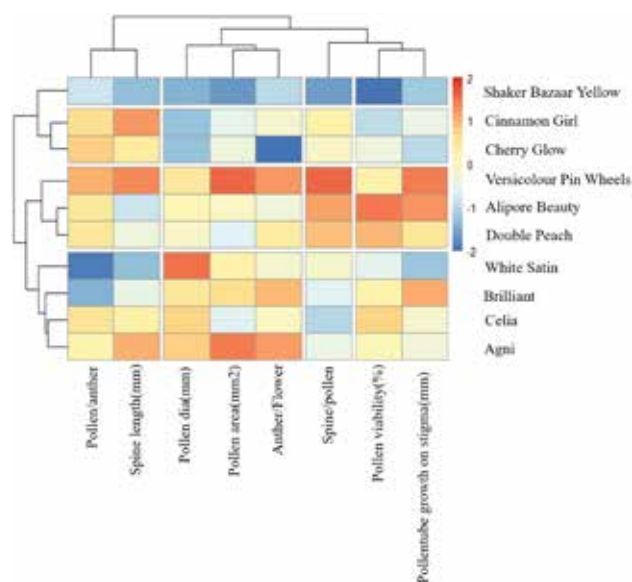 2
1
0
-1
-2
Shaker Bazaar Yellow
Cinnamon Girl
Cherry Glow
Versicolour Pin Wheels
Alipore Beauty
Double Peach
White Satin
Brilliant
Celia
Agni
Pollen/anther
Spine length(mm)
Pollen dia(mm)
Pollen area(mm2)
Anther/Flower
Spine/pollen
Pollen viability(%)
Pollentube growth on stigma(mm)